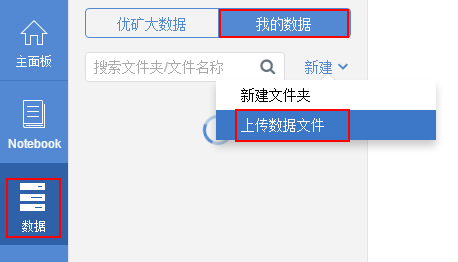 优矿大数据
我的数据
搜索文件夹/文件名称
新建
新建文件夹
上传数据文件
主面板
Notebook
数据